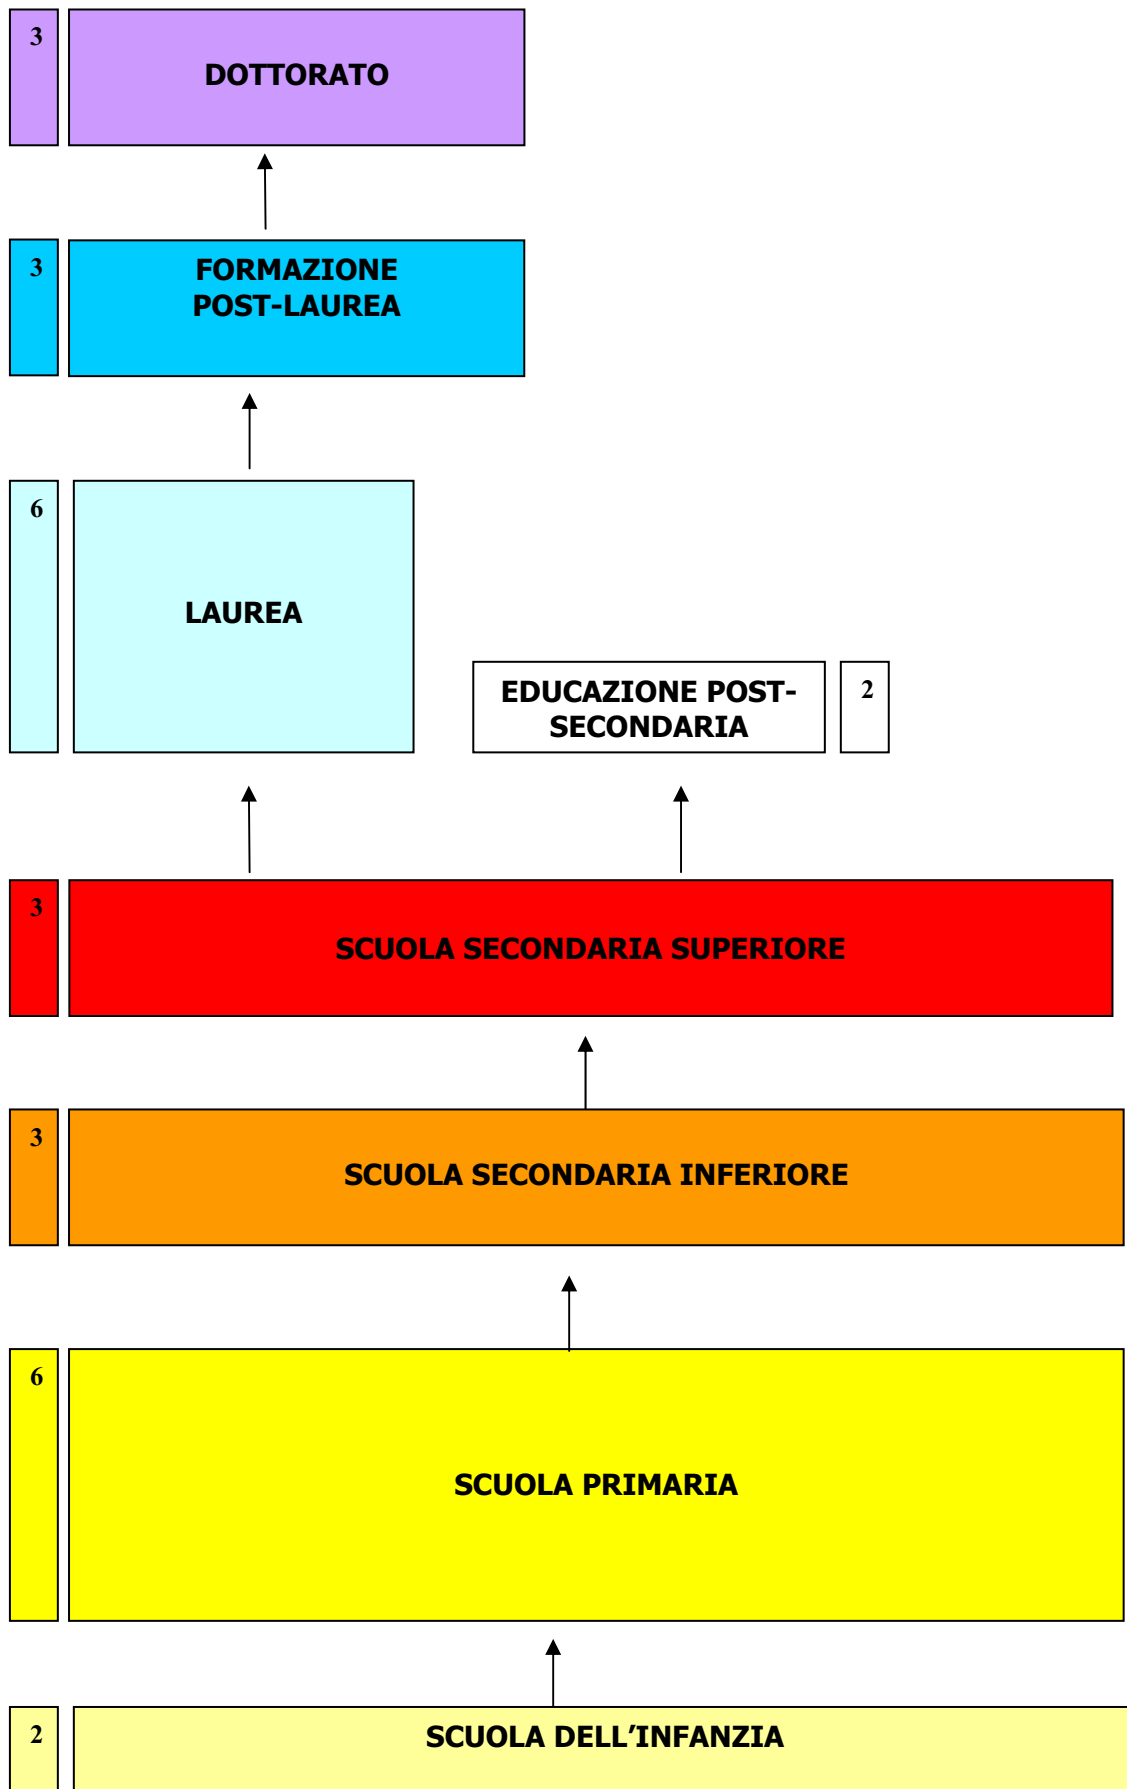 3
DOTTORATO
3
FORMAZIONE
POST-LAUREA
6
LAUREA
EDUCAZIONE POST-
SECONDARIA
2
3
SCUOLA SECONDARIA SUPERIORE
3
SCUOLA SECONDARIA INFERIORE
6
SCUOLA PRIMARIA
2
SCUOLA DELL’INFANZIA